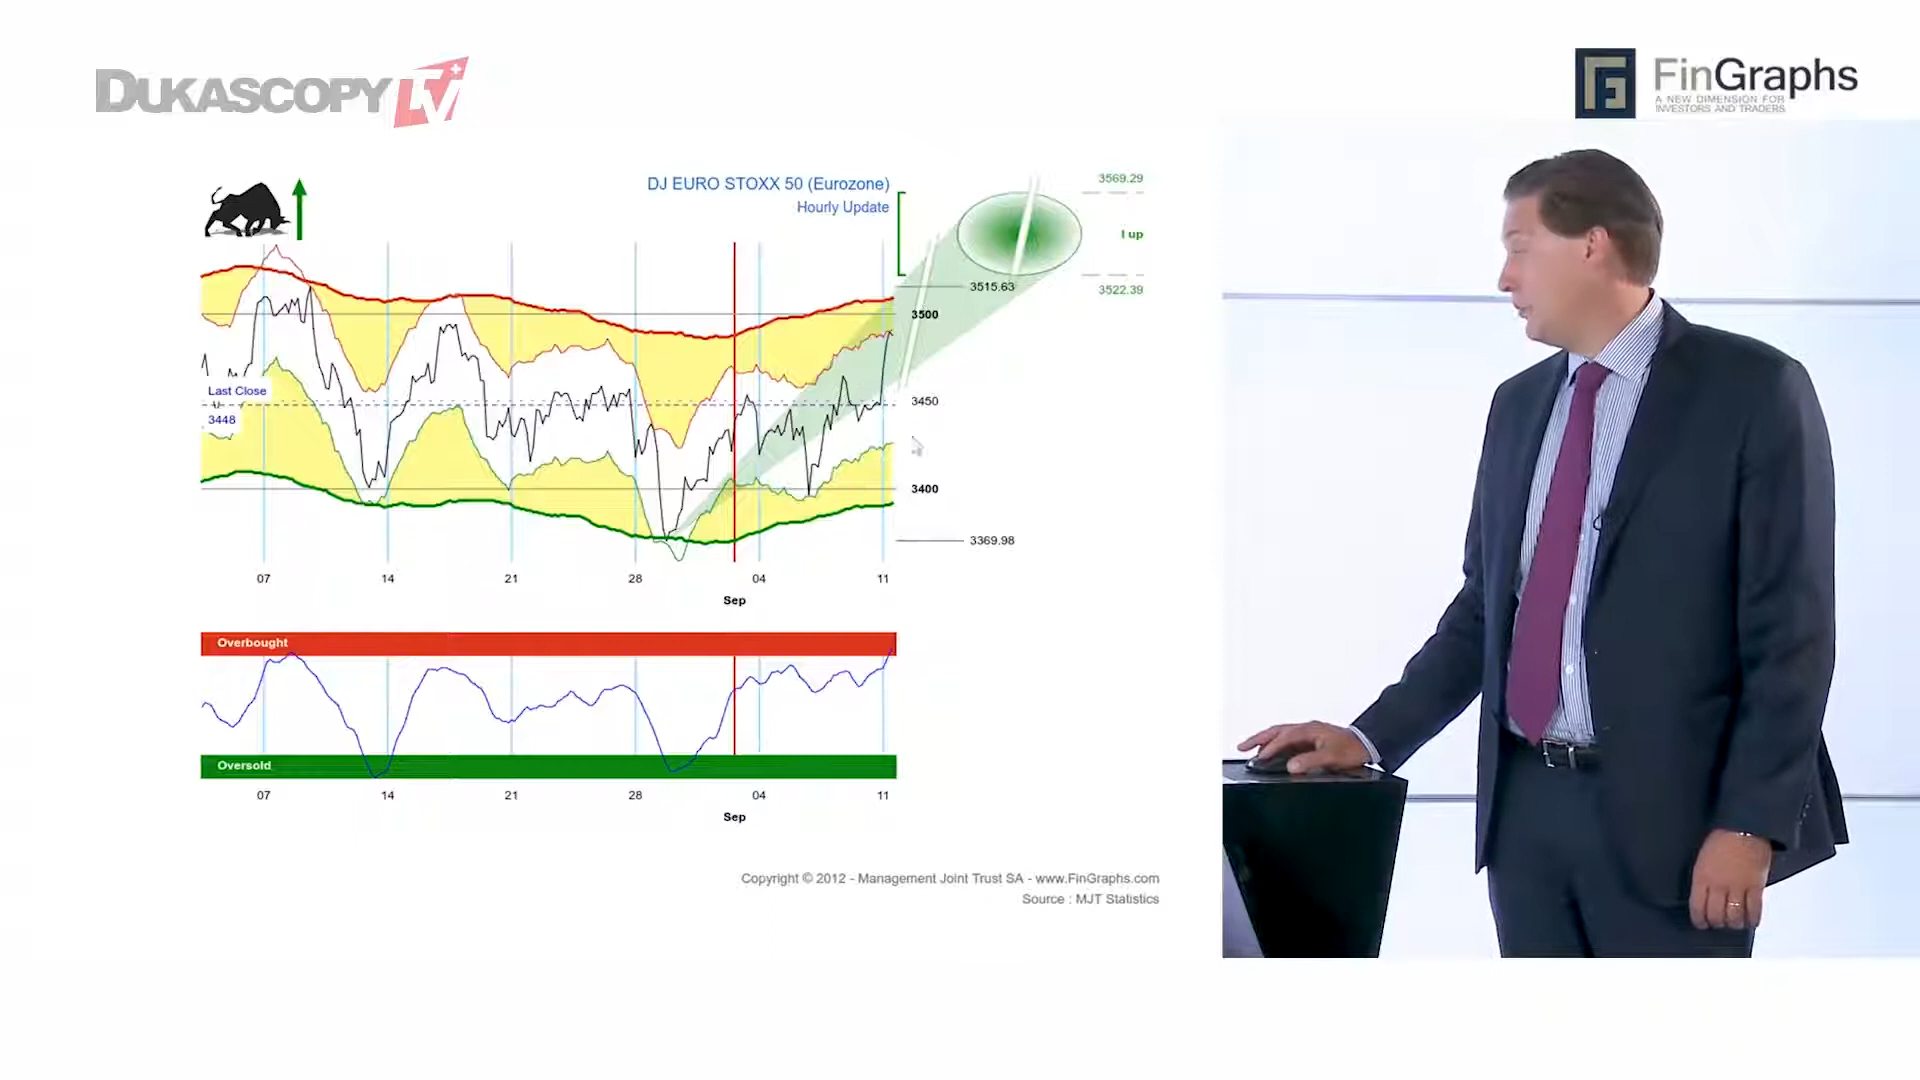 DUKASCOPY TV
FinGraphs
A NEW DIMENSION FOR
INVESTORS AND TRADERS
DJ EURO STOXX 50 (Eurozone)
Hourly Update
3569.29
I up
3522.39
3515.63
3500
3450
3400
3369.98
Last Close
3448
07 14 21 28 04 11
Sep
Overbought
Oversold
07 14 21 28 04 11
Sep
Copyright © 2012 - Management Joint Trust SA - www.FinGraphs.com
Source : MJT Statistics